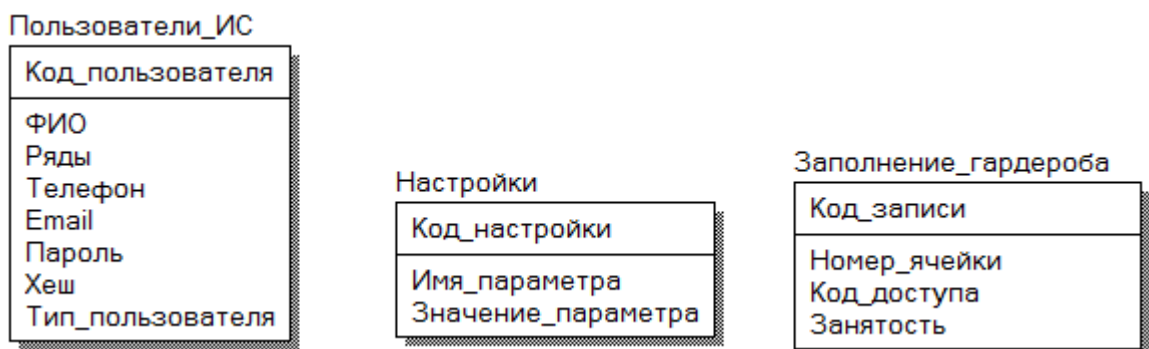 Пользователи_ИС
Код_пользователя
ФИО
Ряды
Телефон
Email
Пароль
Хеш
Тип_пользователя
Настройки
Код_настройки
Имя_параметра
Значение_параметра
Заполнение_гардероба
Код_записи
Номер_ячейки
Код_доступа
Занятость